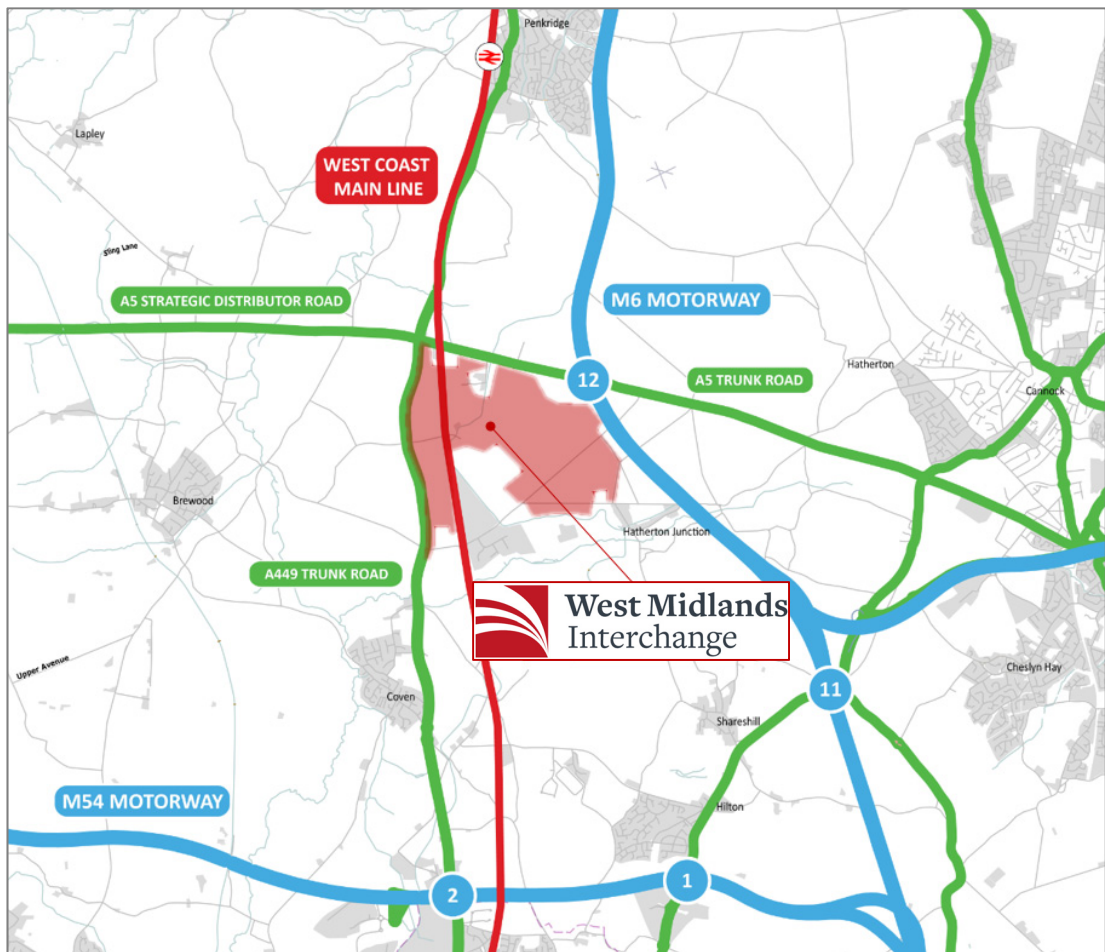 Penkridge
Lapley
WEST COAST
MAIN LINE
Sling Lane
A5 STRATEGIC DISTRIBUTOR ROAD
M6 MOTORWAY
Hatherton
12
A5 TRUNK ROAD
Cannock
Brewood
Hatherton Junction
A449 TRUNK ROAD
West Midlands
Interchange
Upper Avenue
Cheslyn Hay
Coven
11
Shareshill
M54 MOTORWAY
Hilton
2
1